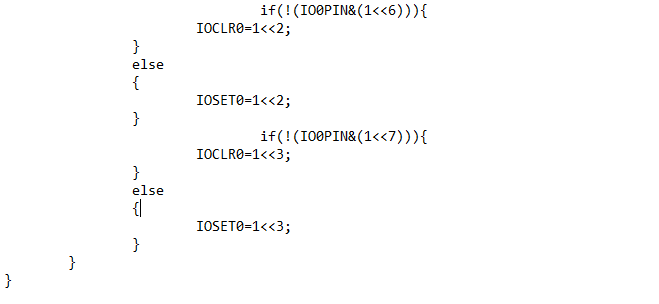 if(!(IO0PIN&(1<<6))){
IOCLR0=1<<2;
}
else
{
IOSET0=1<<2;
}
if(!(IO0PIN&(1<<7))){
IOCLR0=1<<3;
}
else
{
IOSET0=1<<3;
}
}
}